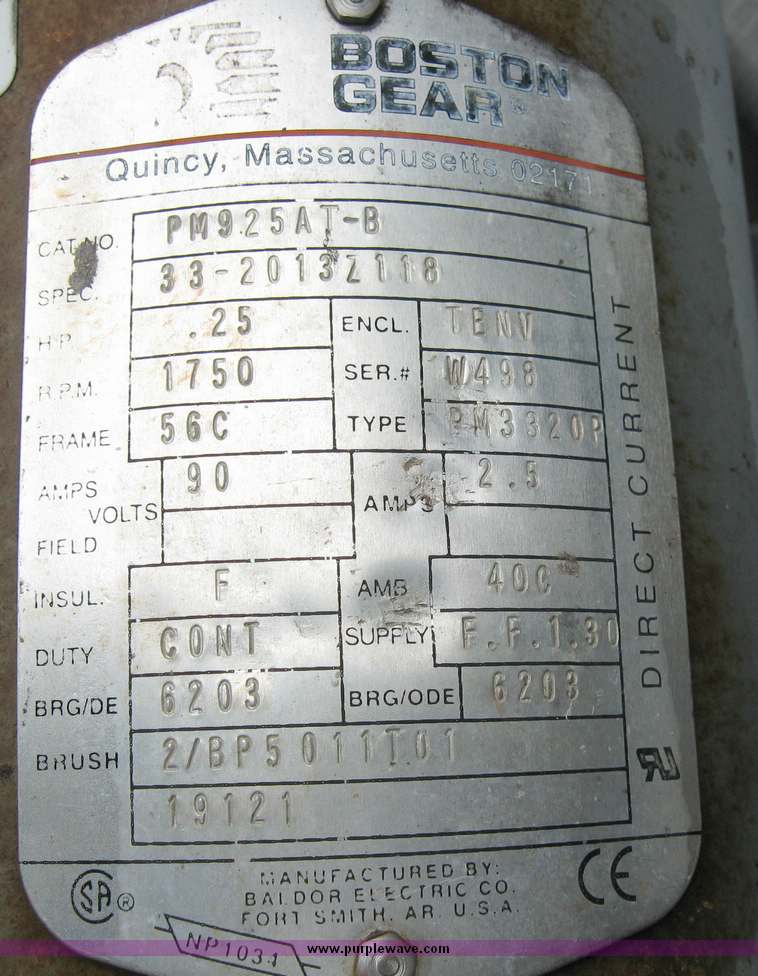 BOSTON
GEAR®
Quincy, Massachusetts 02171
CAT. NO. PM925AT-B
SPEC. 33-2013Z118
H.P. .25 ENCL. TENV
R.P.M. 1750 SER.# W498
FRAME 56C TYPE PM3320P
AMPS 90 2.5
VOLTS AMPS
FIELD
INSUL. F AMB 40C
DUTY CONT SUPPLY F.F.1.30
BRG/DE 6203 BRG/ODE 6203
BRUSH 2/BP5011T01
19121
DIRECT CURRENT
MANUFACTURED BY:
BALDOR ELECTRIC CO.
FORT SMITH, AR. U.S.A.
SA ®
CE
NP1034
www.purplewave.com